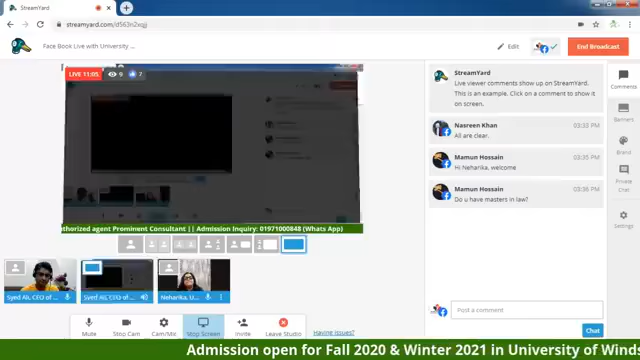 StreamYard
streamyard.com/d563n2xqjj
Face Book Live with University ...
Edit
End Broadcast
LIVE 11:05
9
7
uthorized agent Prominent Consultant || Admission Inquiry: 01971000848 (Whats App)
Syed Ali, CEO of ...
Syed Ali, CEO of ...
Neharika, U...
Mute
Stop Cam
Cam/Mic
Stop Screen
Invite
Leave Studio
Having issues?
StreamYard
Live viewer comments show up on StreamYard.
This is an example. Click on a comment to show it
on screen.
Nasreen Khan
03:33 PM
All are clear.
Mamun Hossain
03:35 PM
Hi Neharika, welcome
Mamun Hossain
03:36 PM
Do u have masters in law?
Post a comment
Chat
Comments
Banners
Brand
Private
Chat
Settings
Admission open for Fall 2020 & Winter 2021 in University of Winds